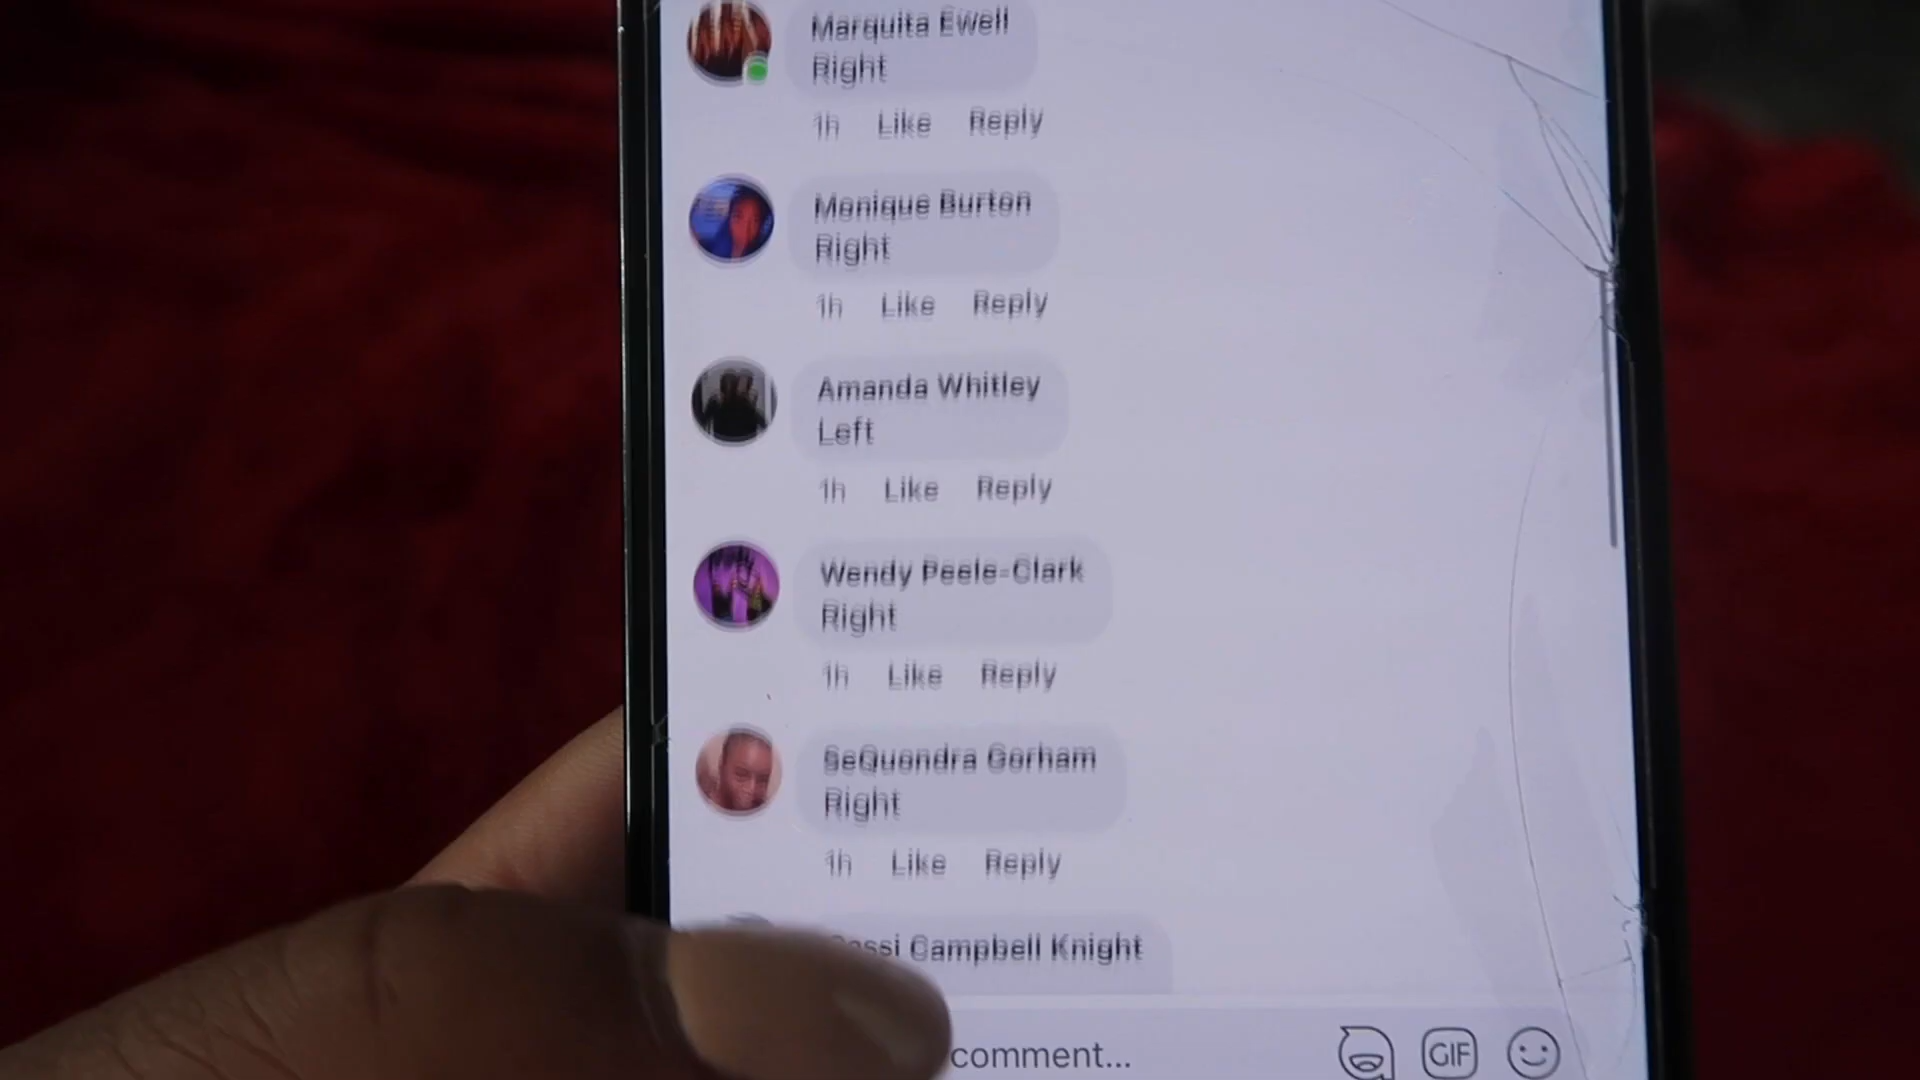 Marquita Ewell
Right
1h Like Reply
Monique Burton
Right
1h Like Reply
Amanda Whitley
Left
1h Like Reply
Wendy Peele-Clark
Right
1h Like Reply
SeQuondra Gorham
Right
1h Like Reply
Campbell Knight
comment...
GIF